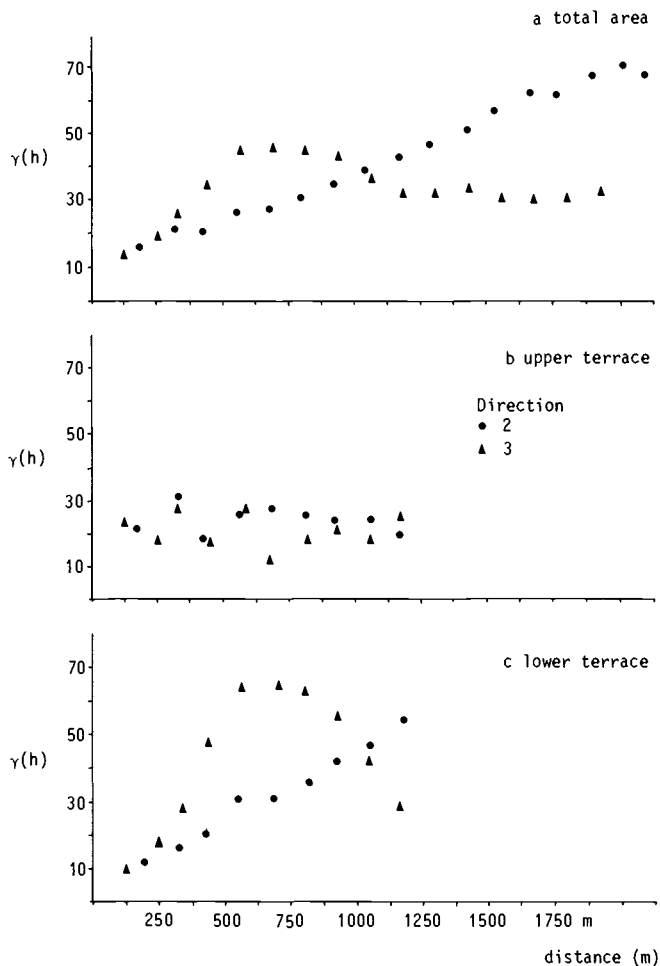 a total area
70
50
γ(h)
30
10
b upper terrace
70
Direction
2
50
3
γ(h)
30
10
c lower terrace
70
50
γ(h)
30
10
250 500 750 1000 1250 1500 1750 m
distance (m)